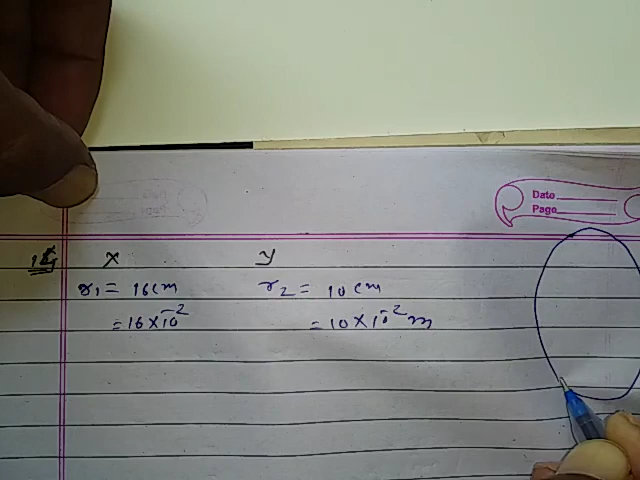 Date
Page
X Y
r₁ = 16 cm r₂ = 10 cm
= 16 × 10⁻² = 10 × 10⁻² m